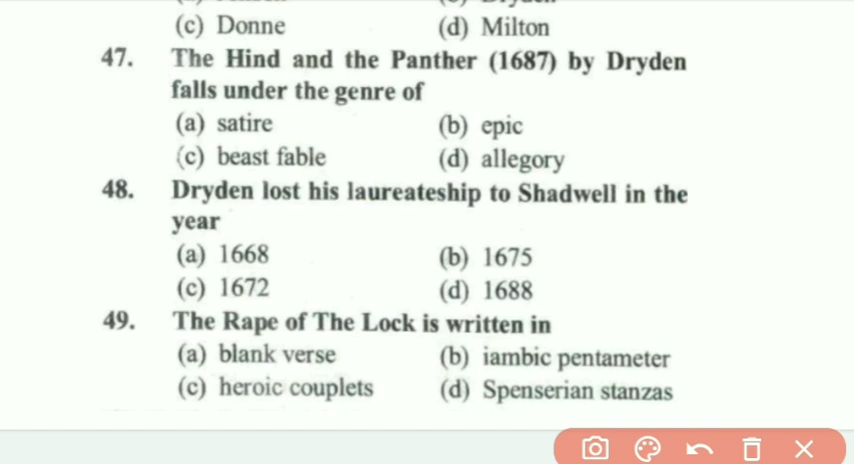 (c) Donne (d) Milton
47. The Hind and the Panther (1687) by Dryden
falls under the genre of
(a) satire (b) epic
(c) beast fable (d) allegory
48. Dryden lost his laureateship to Shadwell in the
year
(a) 1668 (b) 1675
(c) 1672 (d) 1688
49. The Rape of The Lock is written in
(a) blank verse (b) iambic pentameter
(c) heroic couplets (d) Spenserian stanzas